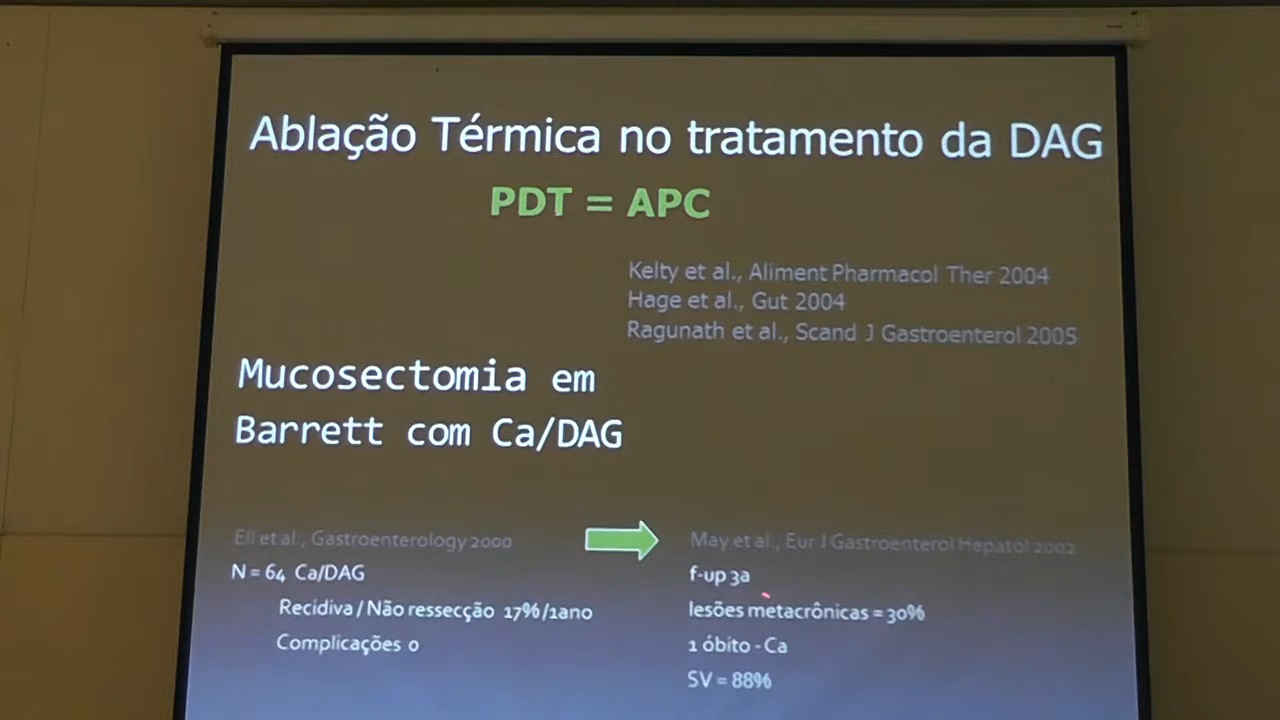 Ablação Térmica no tratamento da DAG
PDT = APC
Kelty et al., Aliment Pharmacol Ther 2004
Hage et al., Gut 2004
Ragunath et al., Scand J Gastroenterol 2005
Mucosectomia em
Barrett com Ca/DAG
Ell et al., Gastroenterology 2000
N = 64 Ca/DAG
Recidiva / Não ressecção 17%/1ano
Complicações 0
May et al., Eur J Gastroenterol Hepatol 2002
f-up 3a
lesões metacrônicas = 30%
1 óbito - Ca
SV = 88%